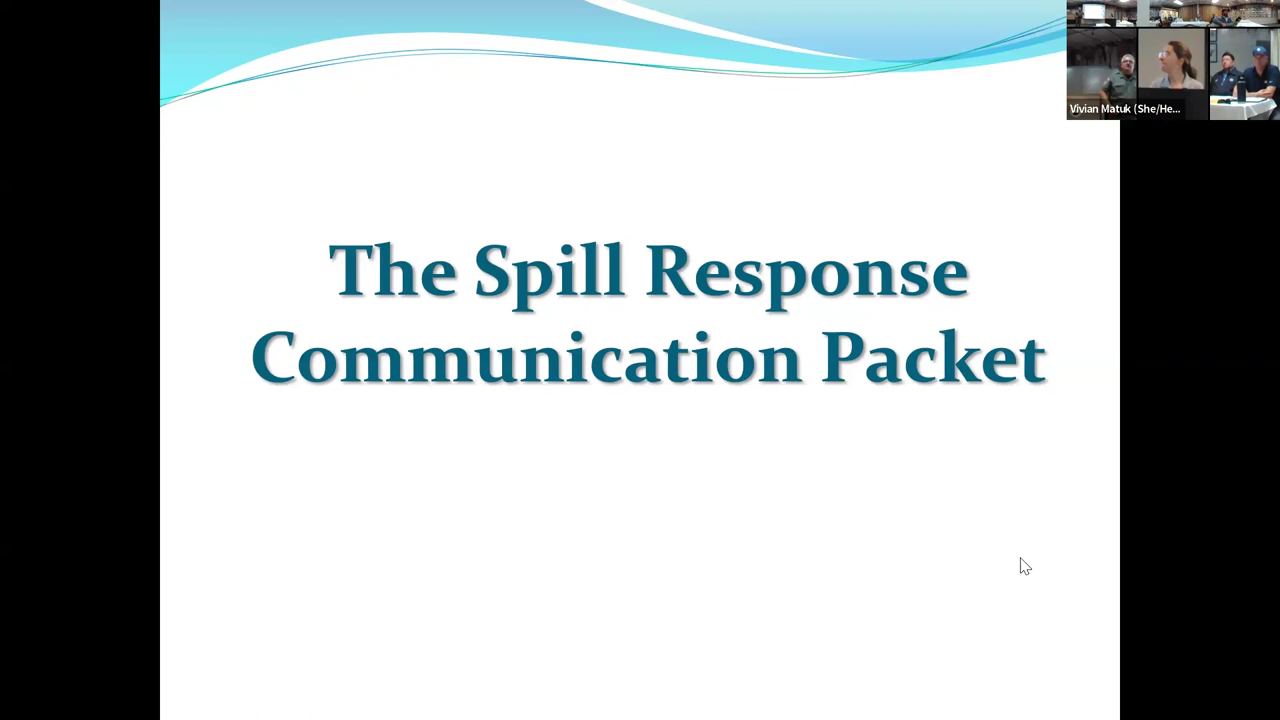 Vivian Matuk (She/He...
The Spill Response
Communication Packet